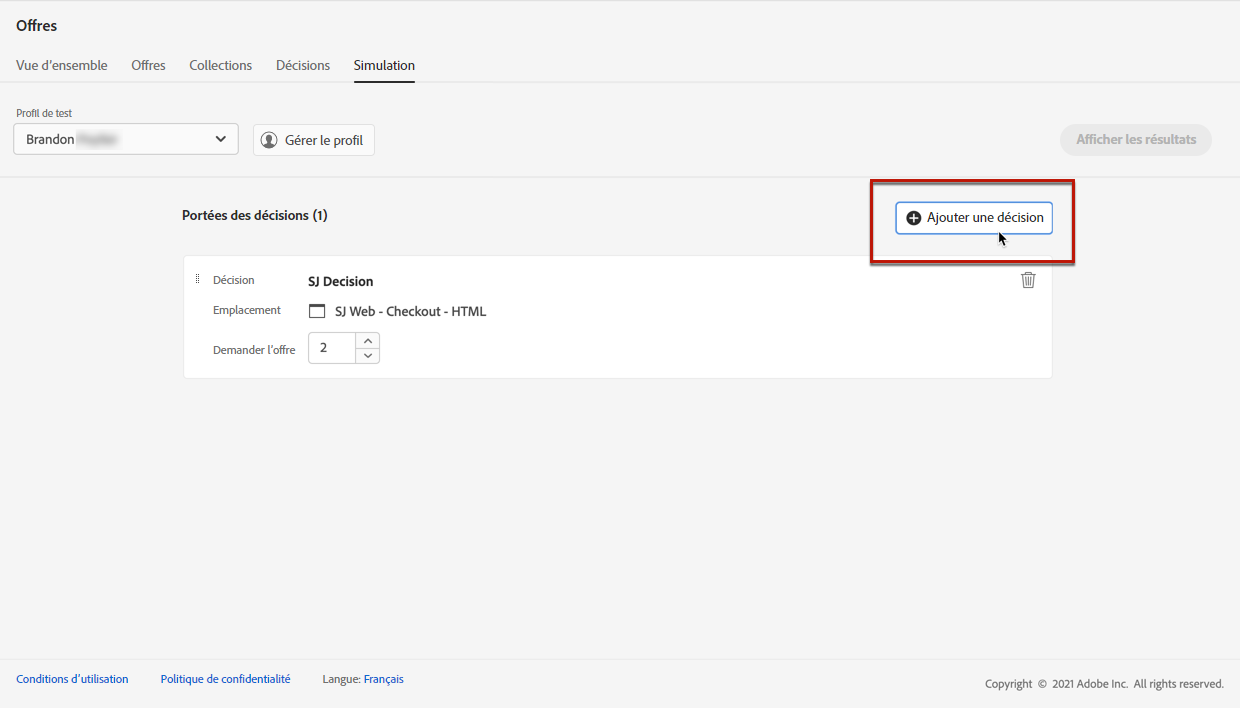 Offres
Vue d'ensemble Offres Collections Décisions Simulation
Profil de test
Brandon
Gérer le profil
Afficher les résultats
Portées des décisions (1)
Ajouter une décision
Décision SJ Decision
Emplacement SJ Web - Checkout - HTML
Demander l'offre 2
Conditions d'utilisation Politique de confidentialité Langue: Français
Copyright © 2021 Adobe Inc. All rights reserved.